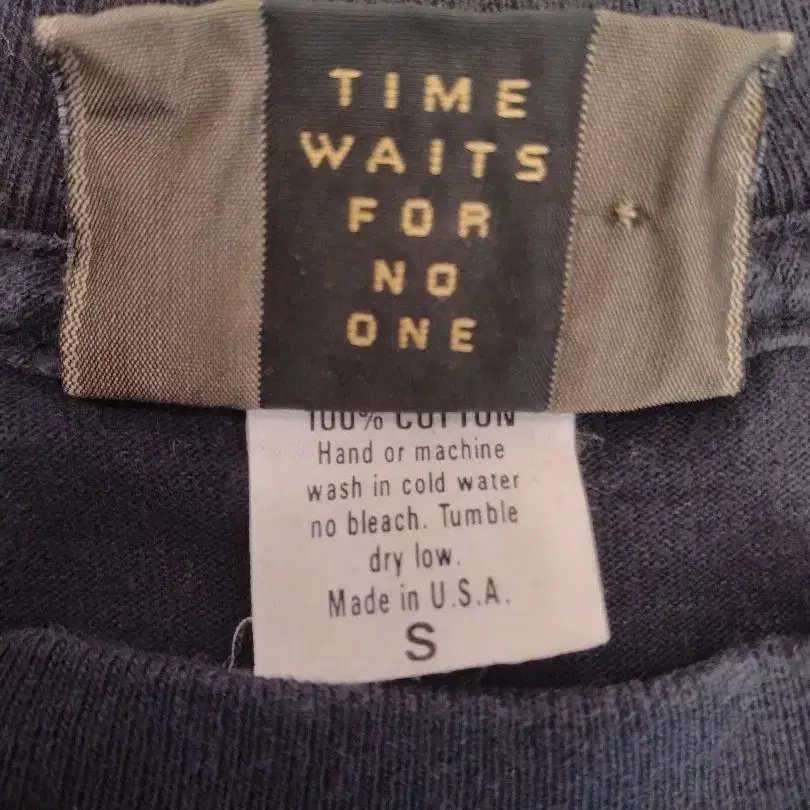 TIME
WAITS
FOR
NO
ONE
100% COTTON
Hand or machine
wash in cold water
no bleach. Tumble
dry low.
Made in U.S.A.
S